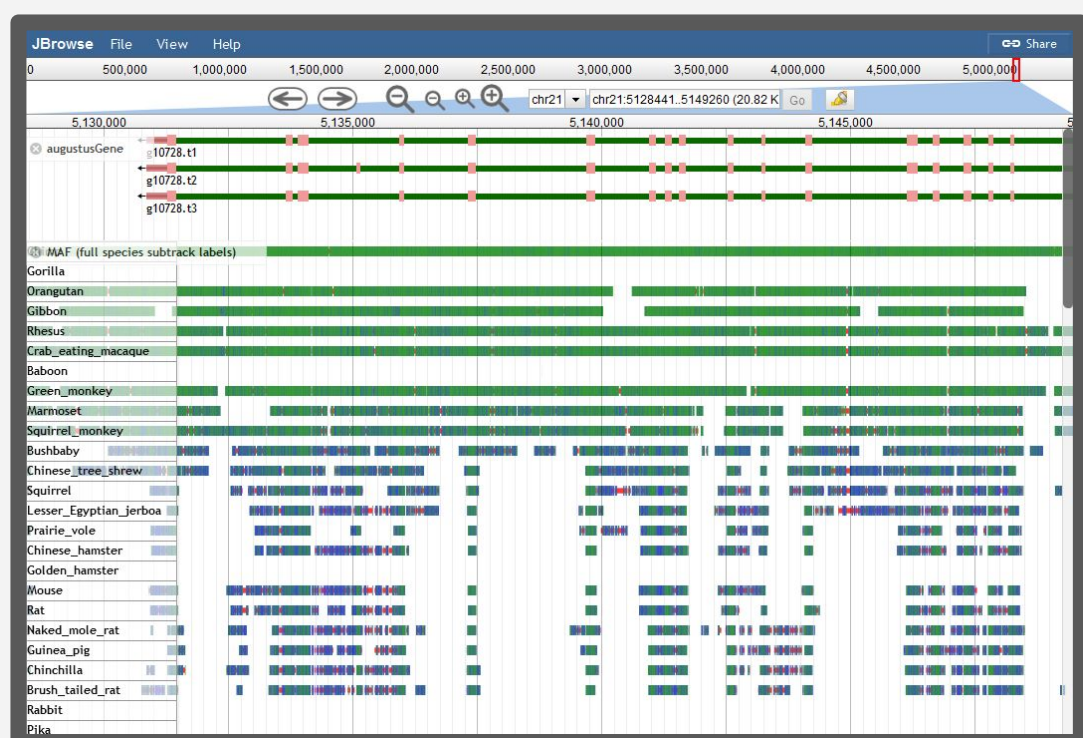 JBrowse File View Help Share
0 500,000 1,000,000 1,500,000 2,000,000 2,500,000 3,000,000 3,500,000 4,000,000 4,500,000 5,000,000
chr21 chr21:5128441..5149260 (20.82 K Go
5,130,000 5,135,000 5,140,000 5,145,000 5
augustusGene
g10728.t1
g10728.t2
g10728.t3
MAF (full species subtrack labels)
Gorilla
Orangutan
Gibbon
Rhesus
Crab_eating_macaque
Baboon
Green_monkey
Marmoset
Squirrel_monkey
Bushbaby
Chinese_tree_shrew
Squirrel
Lesser_Egyptian_jerboa
Prairie_vole
Chinese_hamster
Golden_hamster
Mouse
Rat
Naked_mole_rat
Guinea_pig
Chinchilla
Brush_tailed_rat
Rabbit
Pika